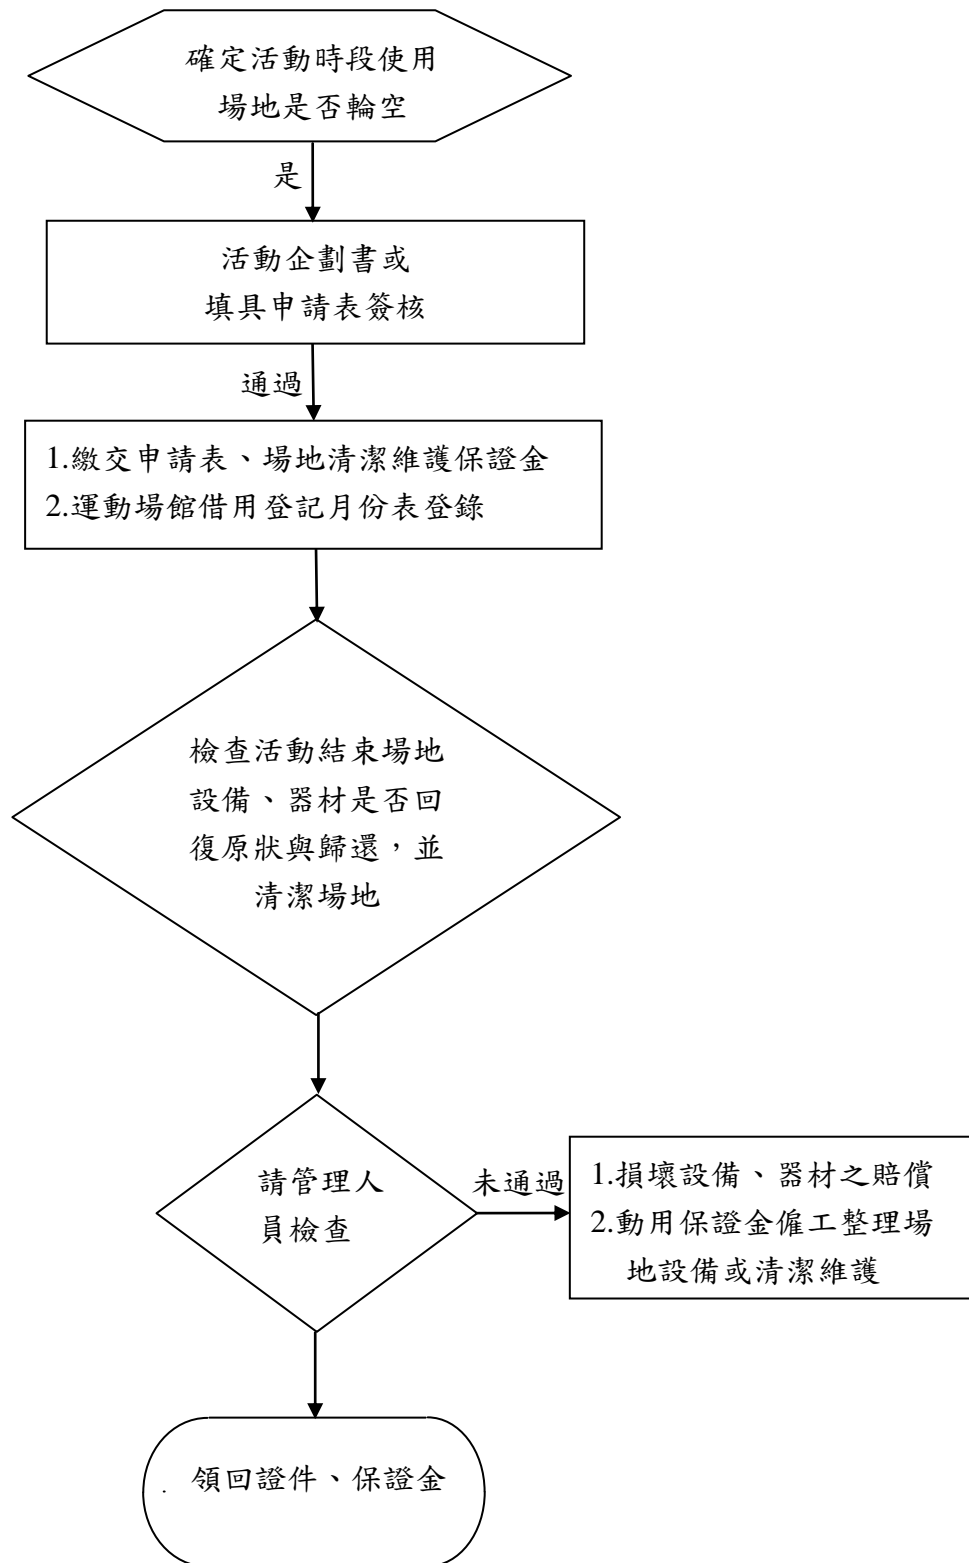 確定活動時段使用
場地是否輪空
是
活動企劃書或
填具申請表簽核
通過
1.繳交申請表、場地清潔維護保證金
2.運動場館借用登記月份表登錄
檢查活動結束場地
設備、器材是否回
復原狀與歸還，並
清潔場地
請管理人
員檢查
未通過
1.損壞設備、器材之賠償
2.動用保證金僱工整理場
地設備或清潔維護
領回證件、保證金